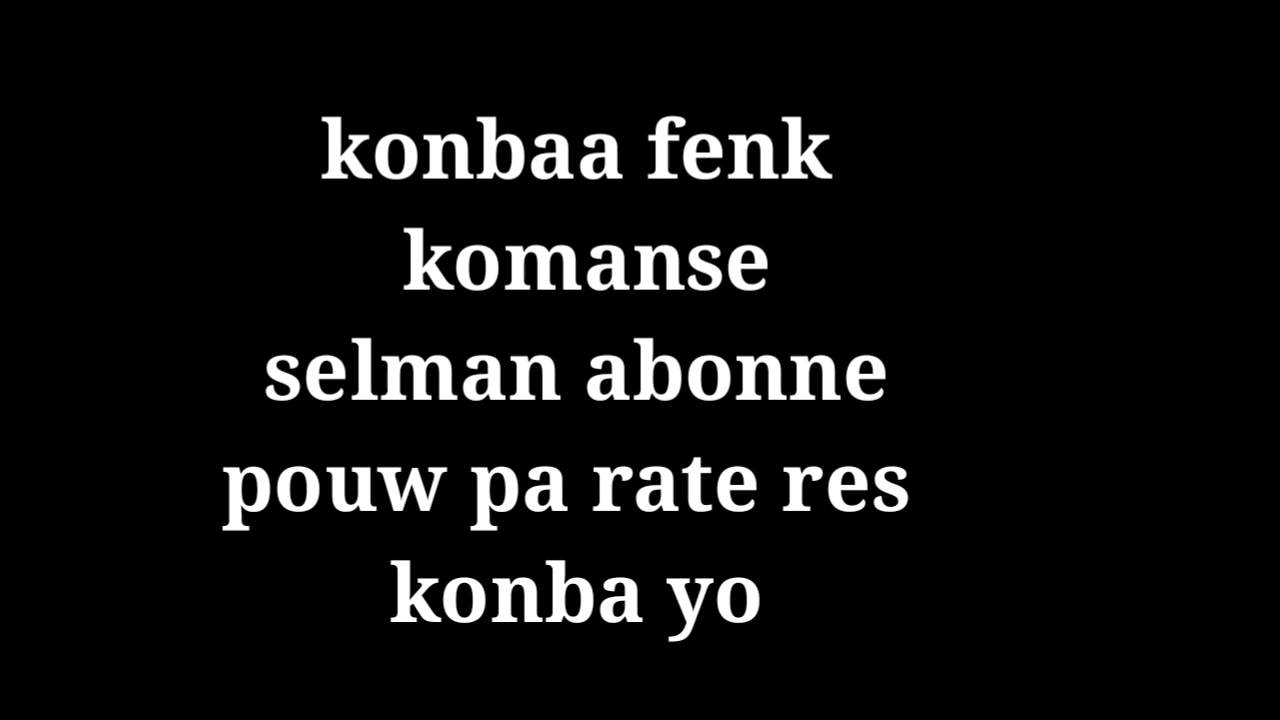 konbaa fenk
komanse
selman abonne
pouw pa rate res
konba yo